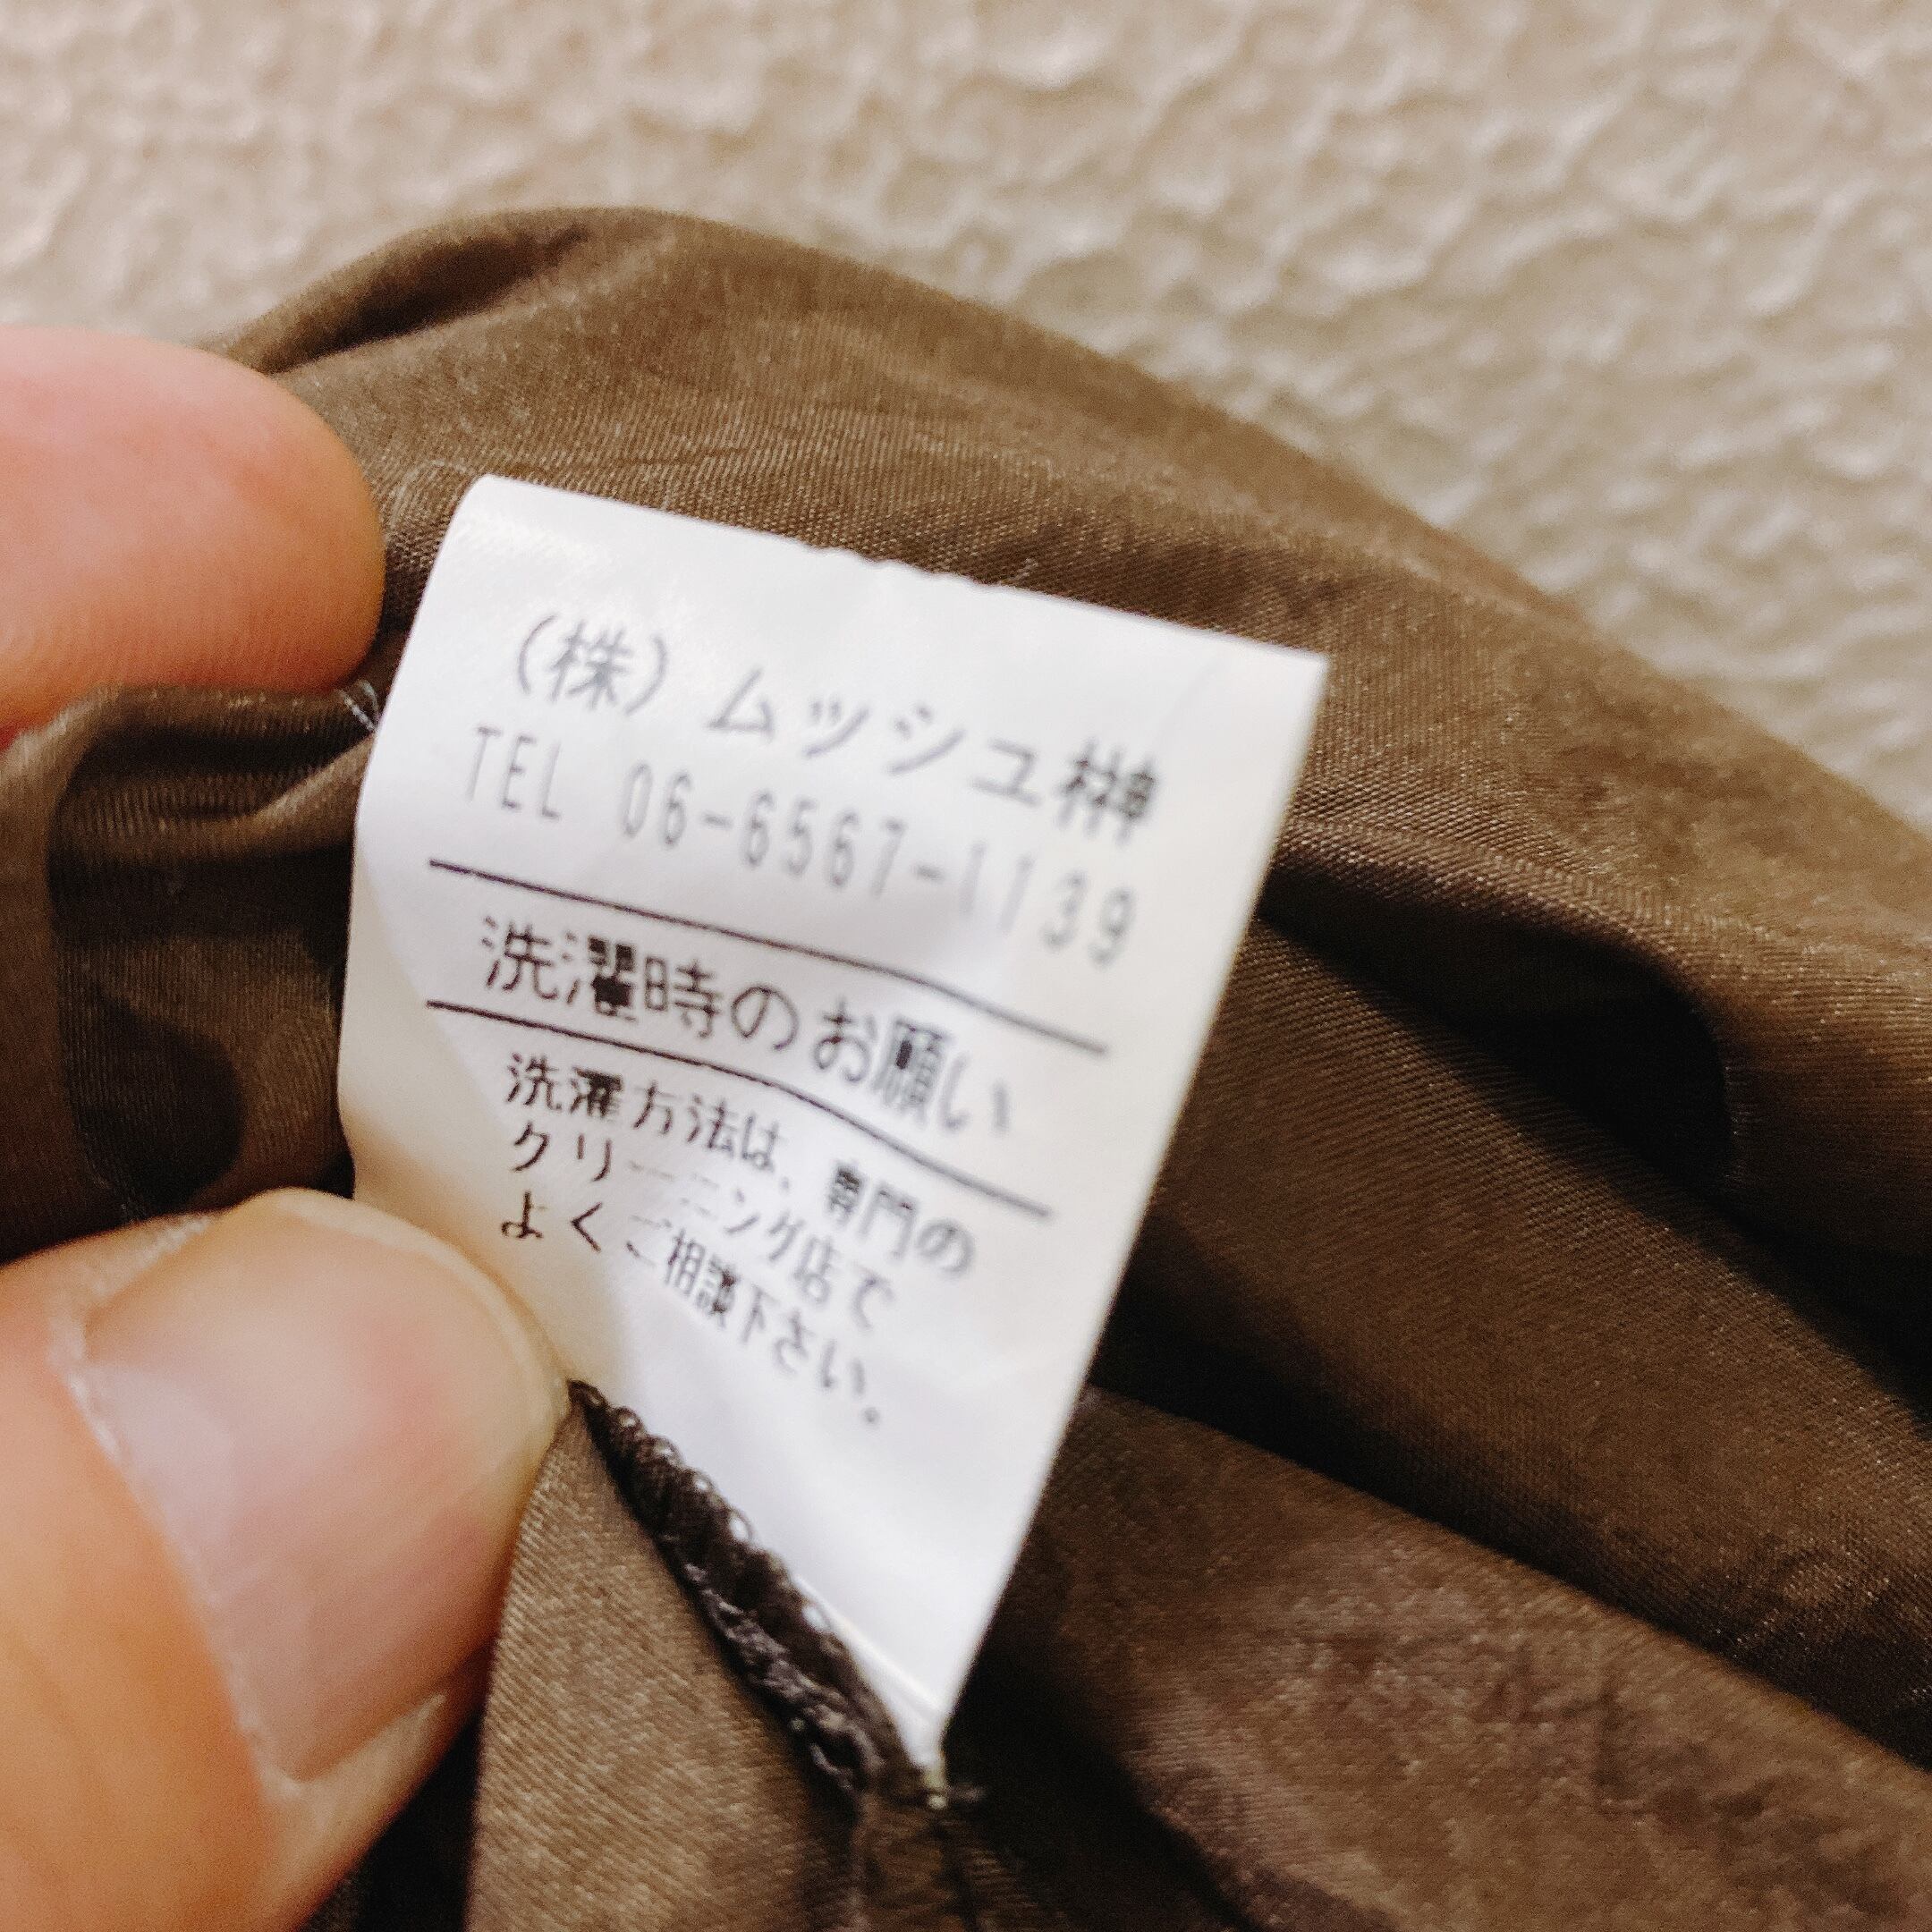 (株) ムッシュ榊
TEL 06-6567-1139
洗濯時のお願い
洗濯方法は、専門の
クリーニング店で
よくご相談下さい。